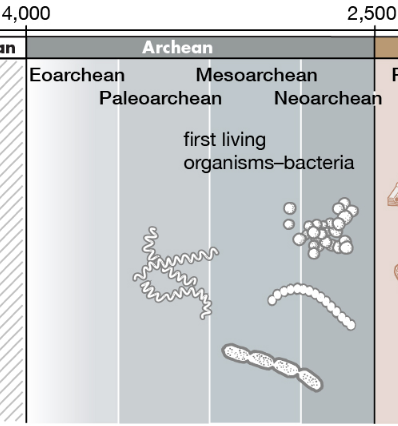 4,000 2,500
an Archean
Eoarchean Mesoarchean
Paleoarchean Neoarchean
first living
organisms–bacteria